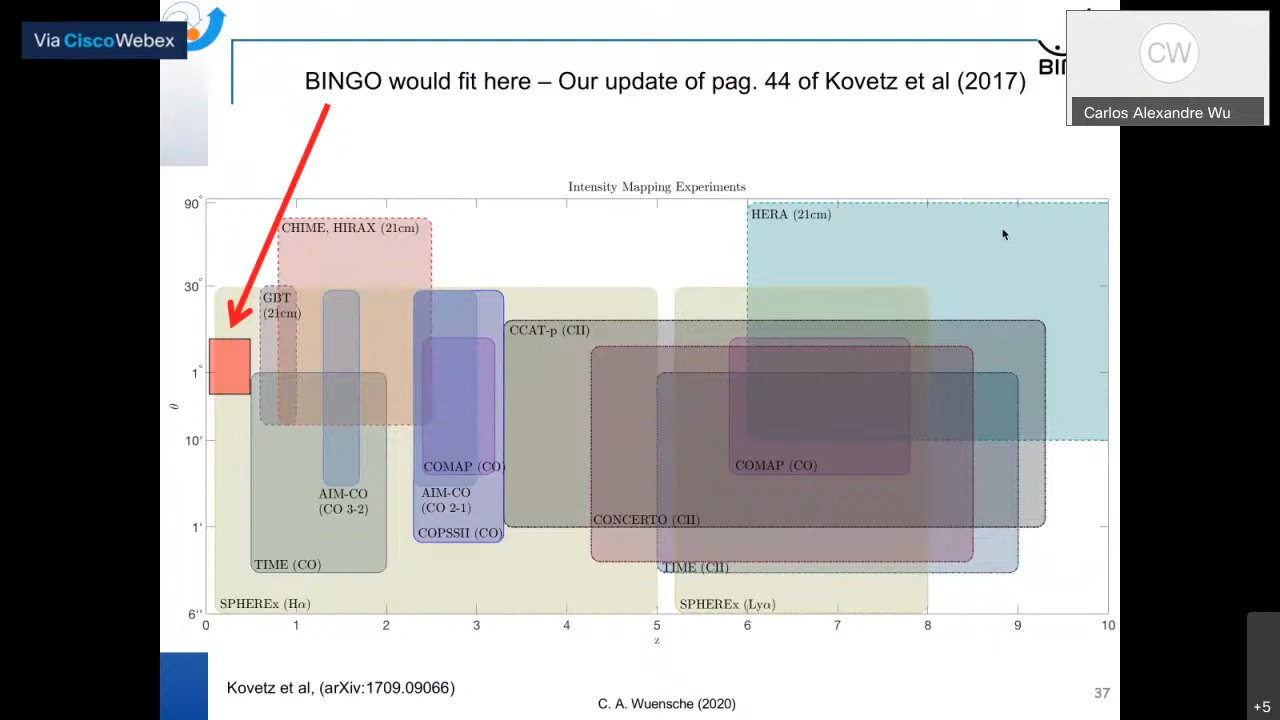 Via CiscoWebex
CW
Carlos Alexandre Wu
BINGO would fit here – Our update of pag. 44 of Kovetz et al (2017)
Intensity Mapping Experiments
90°
30°
1°
10'
1'
6''
θ
CHIME, HIRAX (21cm)
HERA (21cm)
GBT
(21cm)
CCAT-p (CII)
COMAP (CO)
COMAP (CO)
AIM-CO
(CO 3-2)
AIM-CO
(CO 2-1)
CONCERTO (CII)
COPSSII (CO)
TIME (CO)
TIME (CII)
SPHEREx (Hα)
SPHEREx (Lyα)
0 1 2 3 4 5 6 7 8 9 10
z
Kovetz et al, (arXiv:1709.09066)
C. A. Wuensche (2020)
37
+5